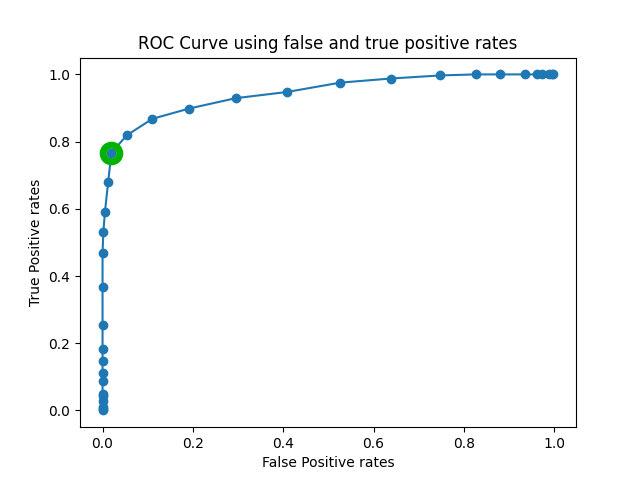 ROC Curve using false and true positive rates
1.0
0.8
0.6
0.4
0.2
0.0
True Positive rates
0.0 0.2 0.4 0.6 0.8 1.0
False Positive rates